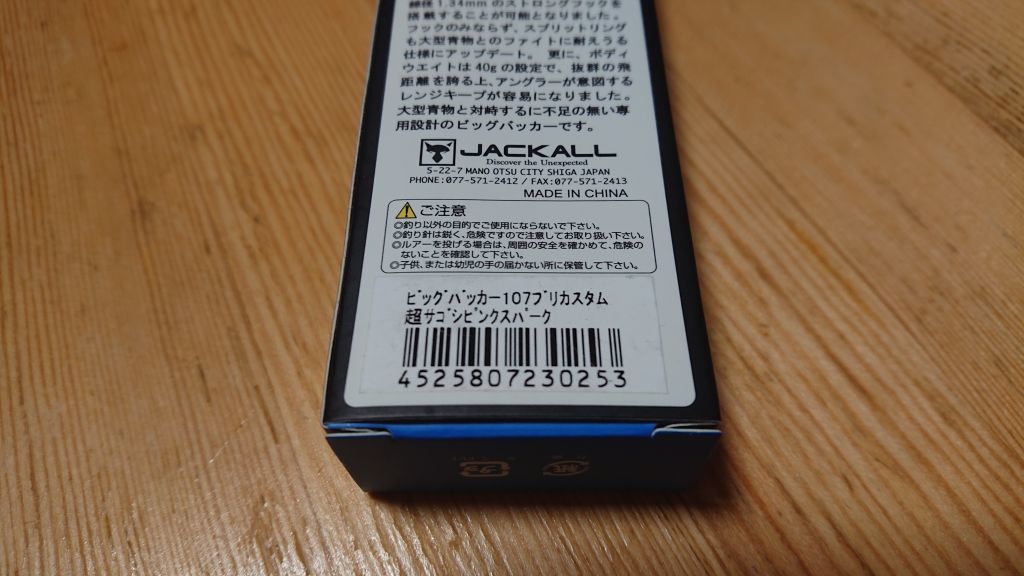 線径1.34mmのストロングフックを
搭載することが可能となりました。
フックのみならず、スプリットリング
も大型青物とのファイトに耐えうる
仕様にアップデート。更に、ボディ
ウエイトは40gの設定で、抜群の飛
距離を誇る上、アングラーが意図する
レンジキープが容易になりました。
大型青物と対峙するに不足の無い専
用設計のビッグバッカーです。
JACKALL
Discover the Unexpected
5-22-7 MANO OTSU CITY SHIGA JAPAN
PHONE:077-571-2412 / FAX:077-571-2413
MADE IN CHINA
ご注意
◎釣り以外の目的でご使用にならないで下さい。
◎釣り針は鋭く、危険ですので注意してお取り扱い下さい。
◎ルアーを投げる場合は、周囲の安全を確かめて、危険の
ないことを確認して下さい。
◎子供、または幼児の手の届かない所に保管して下さい。
ビッグバッカー107ブリカスタム
超サゴシピンクスパーク
4525807230253
プラ
紙